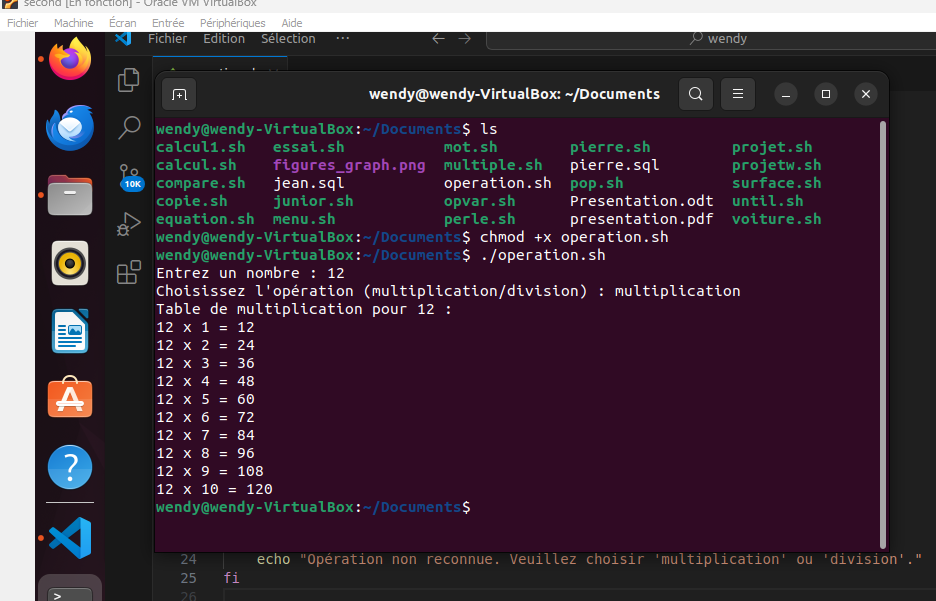 second [En fonction] - Oracle VM VirtualBox
Fichier Machine Écran Entrée Périphériques Aide
Fichier Edition Sélection ··· wendy
wendy@wendy-VirtualBox: ~/Documents
wendy@wendy-VirtualBox:~/Documents$ ls
calcul1.sh essai.sh mot.sh pierre.sh projet.sh
calcul.sh figures_graph.png multiple.sh pierre.sql projetw.sh
compare.sh jean.sql operation.sh pop.sh surface.sh
copie.sh junior.sh opvar.sh Presentation.odt until.sh
equation.sh menu.sh perle.sh presentation.pdf voiture.sh
wendy@wendy-VirtualBox:~/Documents$ chmod +x operation.sh
wendy@wendy-VirtualBox:~/Documents$ ./operation.sh
Entrez un nombre : 12
Choisissez l'opération (multiplication/division) : multiplication
Table de multiplication pour 12 :
12 x 1 = 12
12 x 2 = 24
12 x 3 = 36
12 x 4 = 48
12 x 5 = 60
12 x 6 = 72
12 x 7 = 84
12 x 8 = 96
12 x 9 = 108
12 x 10 = 120
wendy@wendy-VirtualBox:~/Documents$
10K
24 echo "Opération non reconnue. Veuillez choisir 'multiplication' ou 'division'."
25 fi
26